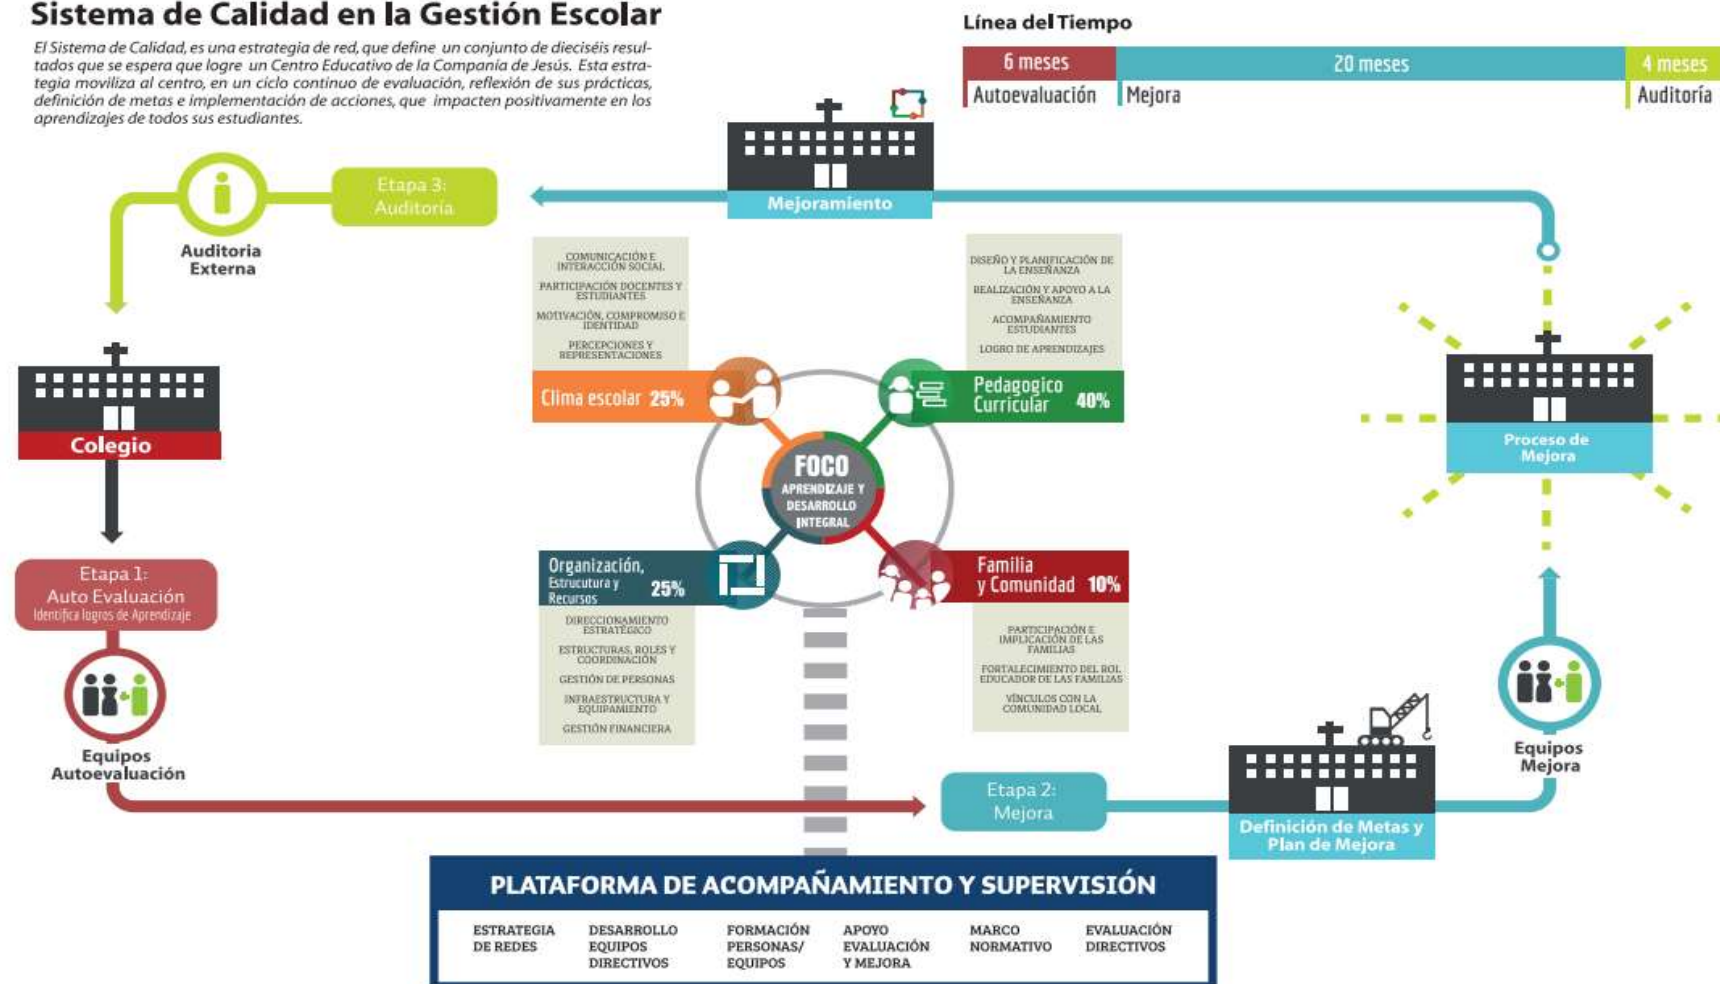 Sistema de Calidad en la Gestión Escolar
El Sistema de Calidad, es una estrategia de red, que define un conjunto de dieciséis resul-
tados que se espera que logre un Centro Educativo de la Companía de Jesús. Esta estra-
tegia moviliza al centro, en un ciclo continuo de evaluación, reflexión de sus prácticas,
definición de metas e implementación de acciones, que impacten positivamente en los
aprendizajes de todos sus estudiantes.
Línea del Tiempo
6 meses
20 meses
4 meses
Autoevaluación
Mejora
Auditoría
Mejoramiento
Etapa 3:
Auditoría
Auditoria
Externa
Colegio
Etapa 1:
Auto Evaluación
Identifica logros de Aprendizaje
Equipos
Autoevaluación
COMUNICACIÓN E
INTERACCIÓN SOCIAL
PARTICIPACIÓN DOCENTES Y
ESTUDIANTES
MOTIVACIÓN, COMPROMISO E
IDENTIDAD
PERCEPCIONES Y
REPRESENTACIONES
Clima escolar 25%
DISEÑO Y PLANIFICACIÓN DE
LA ENSEÑANZA
REALIZACIÓN Y APOYO A LA
ENSEÑANZA
ACOMPAÑAMIENTO
ESTUDIANTES
LOGRO DE APRENDIZAJES
Pedagogico
Curricular 40%
FOCO
APRENDIZAJE Y
DESARROLLO
INTEGRAL
Organización,
Estrucutura y
Recursos
25%
DIRECCIONAMIENTO
ESTRATÉGICO
ESTRUCTURAS, ROLES Y
COORDINACIÓN
GESTIÓN DE PERSONAS
INFRAESTRUCTURA Y
EQUIPAMIENTO
GESTIÓN FINANCIERA
Familia
y Comunidad 10%
PARTICIPACIÓN E
IMPLICACIÓN DE LAS
FAMILIAS
FORTALECIMIENTO DEL ROL
EDUCADOR DE LAS FAMILIAS
VÍNCULOS CON LA
COMUNIDAD LOCAL
Proceso de
Mejora
Equipos
Mejora
Etapa 2:
Mejora
Definición de Metas y
Plan de Mejora
PLATAFORMA DE ACOMPAÑAMIENTO Y SUPERVISIÓN
ESTRATEGIA
DE REDES
DESARROLLO
EQUIPOS
DIRECTIVOS
FORMACIÓN
PERSONAS/
EQUIPOS
APOYO
EVALUACIÓN
Y MEJORA
MARCO
NORMATIVO
EVALUACIÓN
DIRECTIVOS